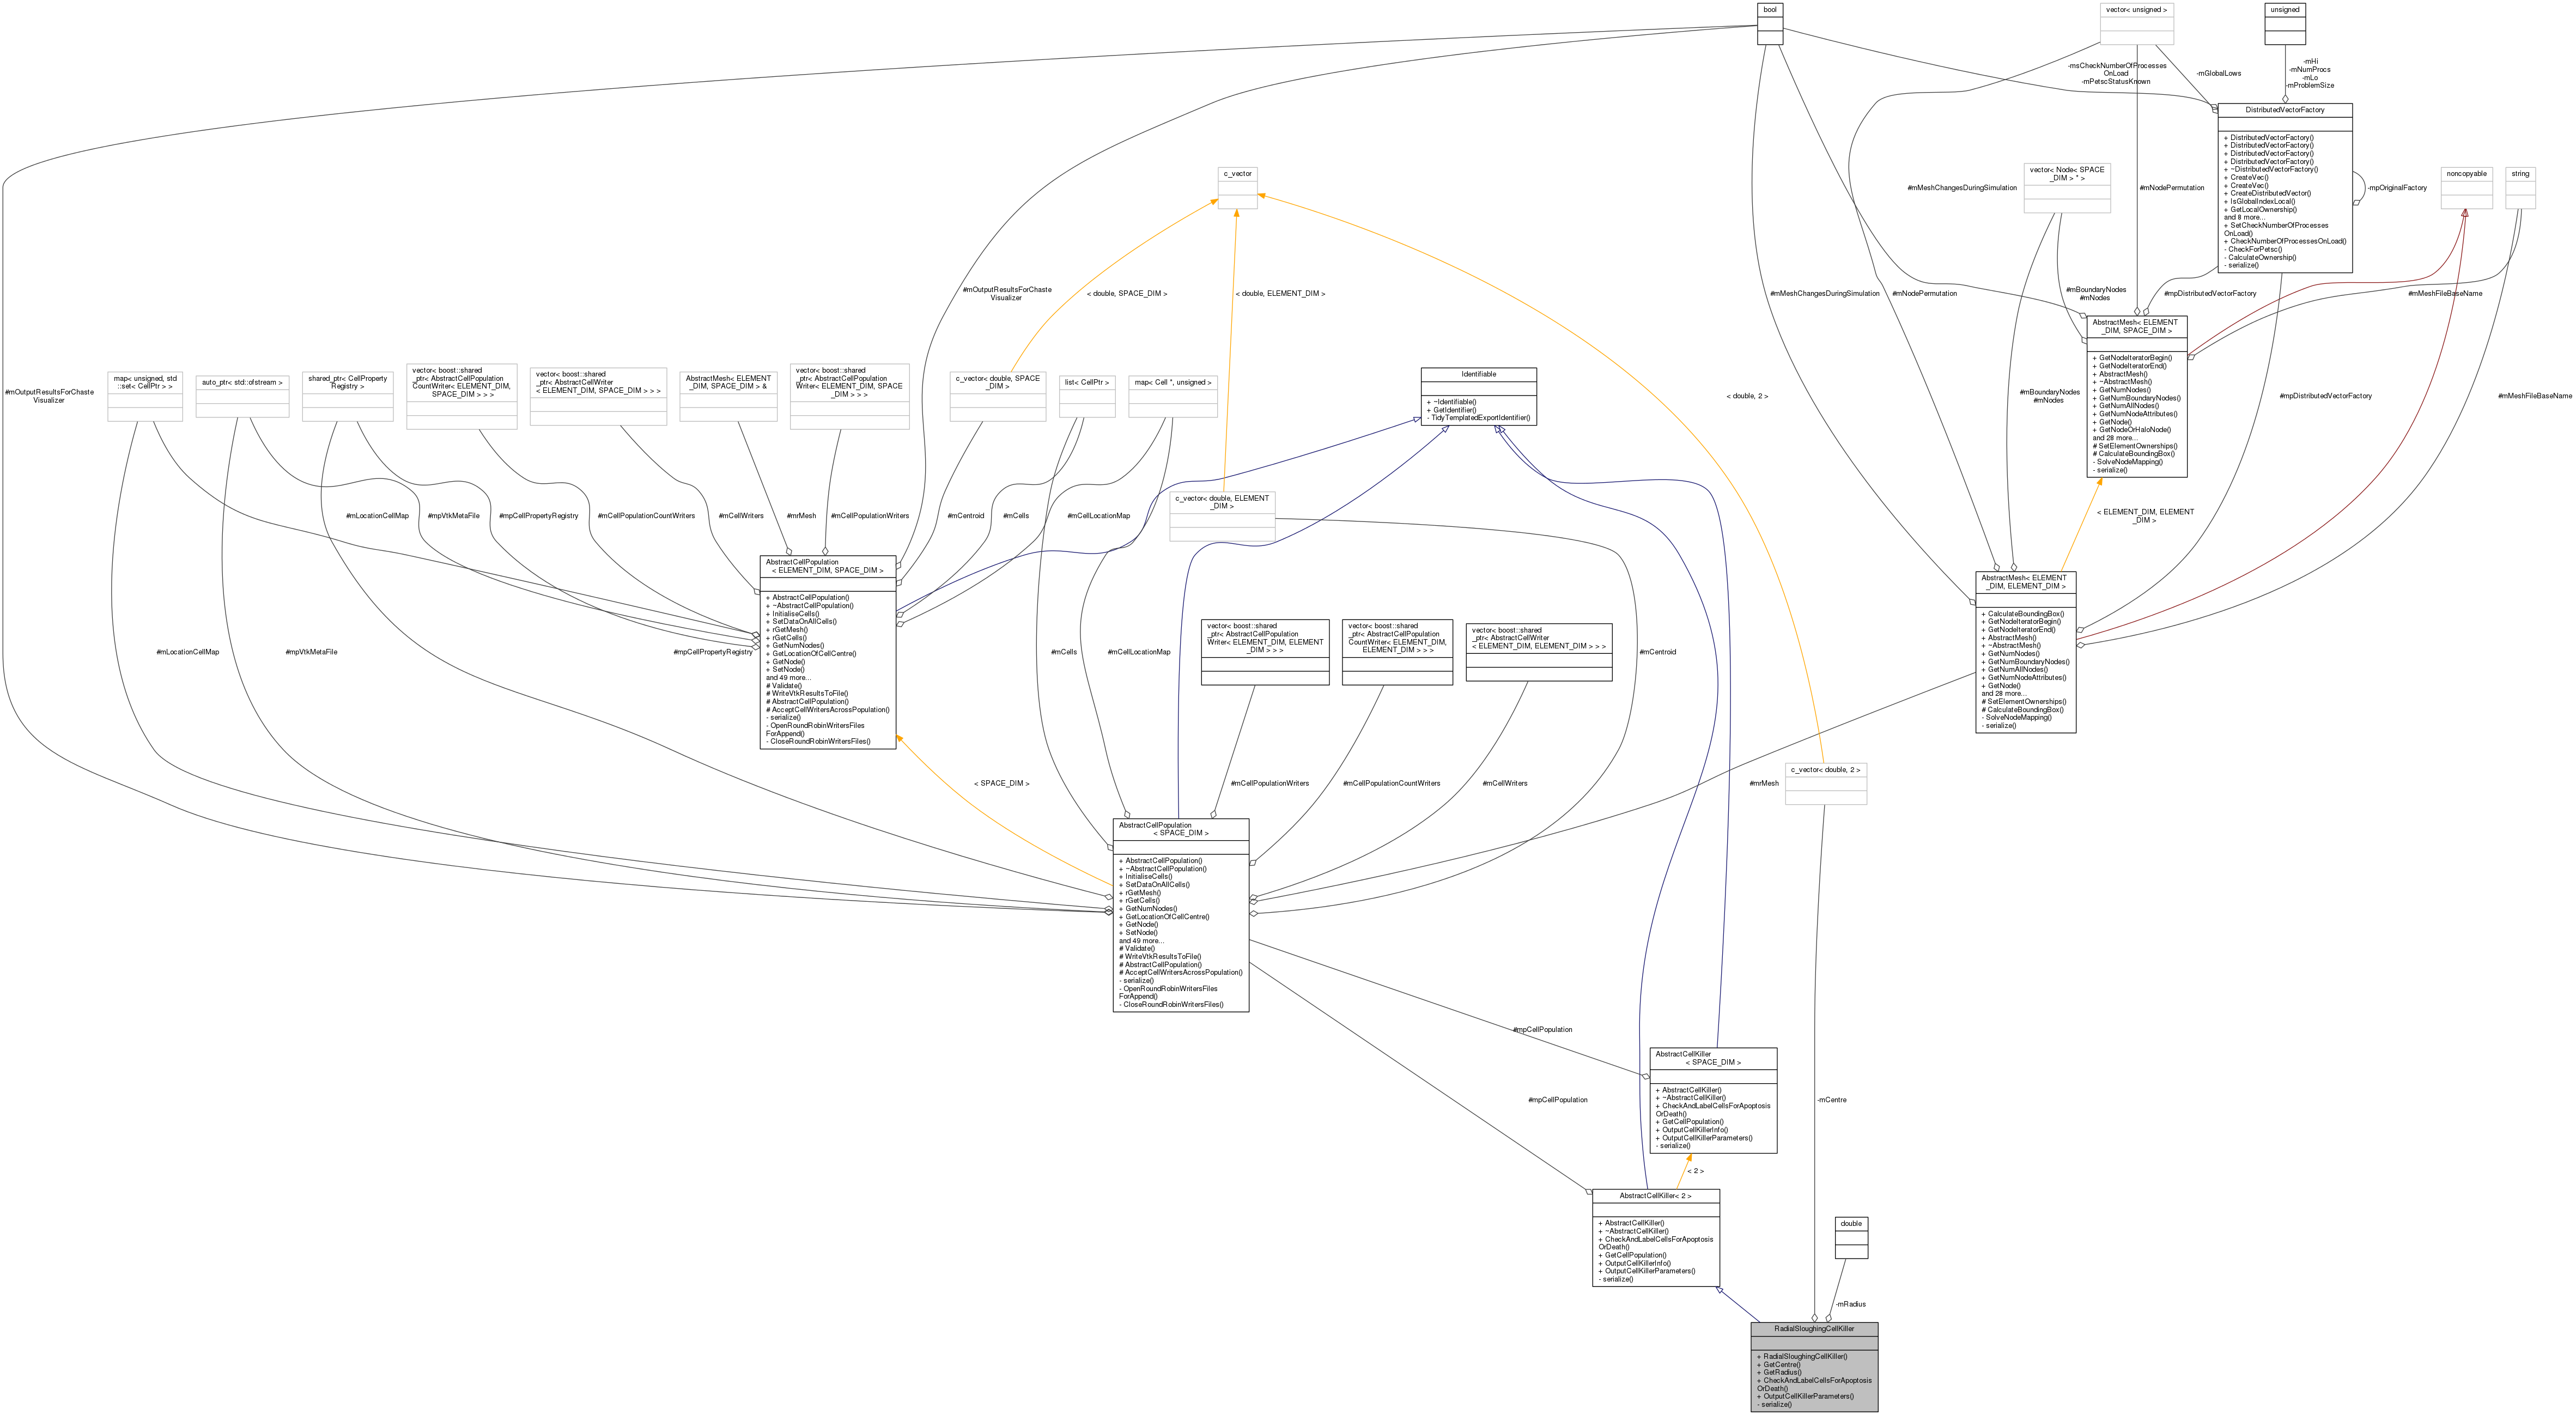 bool
vector< unsigned >
unsigned
-msCheckNumberOfProcesses
OnLoad
-mPetscStatusKnown
-mGlobalLows
-mHi
-mNumProcs
-mLo
-mProblemSize
DistributedVectorFactory
+ DistributedVectorFactory()
+ DistributedVectorFactory()
+ DistributedVectorFactory()
+ DistributedVectorFactory()
+ ~DistributedVectorFactory()
+ CreateVec()
+ CreateVec()
+ CreateDistributedVector()
+ IsGlobalIndexLocal()
+ GetLocalOwnership()
and 8 more...
+ SetCheckNumberOfProcesses
OnLoad()
+ CheckNumberOfProcessesOnLoad()
- CheckForPetsc()
- CalculateOwnership()
- serialize()
-mpOriginalFactory
c_vector
vector< Node< SPACE
_DIM > * >
noncopyable
string
#mMeshChangesDuringSimulation
#mNodePermutation
#mOutputResultsForChaste
Visualizer
< double, SPACE_DIM >
< double, ELEMENT_DIM >
#mMeshChangesDuringSimulation
#mNodePermutation
#mBoundaryNodes
#mNodes
#mpDistributedVectorFactory
#mMeshFileBaseName
AbstractMesh< ELEMENT
_DIM, SPACE_DIM >
+ GetNodeIteratorBegin()
+ GetNodeIteratorEnd()
+ AbstractMesh()
+ ~AbstractMesh()
+ GetNumNodes()
+ GetNumBoundaryNodes()
+ GetNumAllNodes()
+ GetNumNodeAttributes()
+ GetNode()
+ GetNodeOrHaloNode()
and 28 more...
# SetElementOwnerships()
# CalculateBoundingBox()
- SolveNodeMapping()
- serialize()
#mOutputResultsForChaste
Visualizer
map< unsigned, std
::set< CellPtr > >
auto_ptr< std::ofstream >
shared_ptr< CellProperty
Registry >
vector< boost::shared
_ptr< AbstractCellPopulation
CountWriter< ELEMENT_DIM,
SPACE_DIM > > >
vector< boost::shared
_ptr< AbstractCellWriter
< ELEMENT_DIM, SPACE_DIM > > >
AbstractMesh< ELEMENT
_DIM, SPACE_DIM > &
vector< boost::shared
_ptr< AbstractCellPopulation
Writer< ELEMENT_DIM, SPACE
_DIM > > >
c_vector< double, SPACE
_DIM >
list< CellPtr >
map< Cell *, unsigned >
Identifiable
+ ~Identifiable()
+ GetIdentifier()
- TidyTemplatedExportIdentifier()
< double, 2 >
#mBoundaryNodes
#mNodes
#mpDistributedVectorFactory
#mMeshFileBaseName
c_vector< double, ELEMENT
_DIM >
#mLocationCellMap
#mpVtkMetaFile
#mpCellPropertyRegistry
#mCellPopulationCountWriters
#mCellWriters
#mrMesh
#mCellPopulationWriters
#mCentroid
#mCells
#mCellLocationMap
< ELEMENT_DIM, ELEMENT
_DIM >
AbstractCellPopulation
< ELEMENT_DIM, SPACE_DIM >
+ AbstractCellPopulation()
+ ~AbstractCellPopulation()
+ InitialiseCells()
+ SetDataOnAllCells()
+ rGetMesh()
+ rGetCells()
+ GetNumNodes()
+ GetLocationOfCellCentre()
+ GetNode()
+ SetNode()
and 49 more...
# Validate()
# WriteVtkResultsToFile()
# AbstractCellPopulation()
# AcceptCellWritersAcrossPopulation()
- serialize()
- OpenRoundRobinWritersFiles
ForAppend()
- CloseRoundRobinWritersFiles()
AbstractMesh< ELEMENT
_DIM, ELEMENT_DIM >
+ CalculateBoundingBox()
+ GetNodeIteratorBegin()
+ GetNodeIteratorEnd()
+ AbstractMesh()
+ ~AbstractMesh()
+ GetNumNodes()
+ GetNumBoundaryNodes()
+ GetNumAllNodes()
+ GetNumNodeAttributes()
+ GetNode()
and 28 more...
# SetElementOwnerships()
# CalculateBoundingBox()
- SolveNodeMapping()
- serialize()
#mLocationCellMap
#mpVtkMetaFile
#mpCellPropertyRegistry
#mCells
#mCellLocationMap
vector< boost::shared
_ptr< AbstractCellPopulation
Writer< ELEMENT_DIM, ELEMENT
_DIM > > >
vector< boost::shared
_ptr< AbstractCellPopulation
CountWriter< ELEMENT_DIM,
ELEMENT_DIM > > >
vector< boost::shared
_ptr< AbstractCellWriter
< ELEMENT_DIM, ELEMENT_DIM > > >
#mCentroid
< SPACE_DIM >
#mCellPopulationWriters
#mCellPopulationCountWriters
#mCellWriters
#mrMesh
c_vector< double, 2 >
AbstractCellPopulation
< SPACE_DIM >
+ AbstractCellPopulation()
+ ~AbstractCellPopulation()
+ InitialiseCells()
+ SetDataOnAllCells()
+ rGetMesh()
+ rGetCells()
+ GetNumNodes()
+ GetLocationOfCellCentre()
+ GetNode()
+ SetNode()
and 49 more...
# Validate()
# WriteVtkResultsToFile()
# AbstractCellPopulation()
# AcceptCellWritersAcrossPopulation()
- serialize()
- OpenRoundRobinWritersFiles
ForAppend()
- CloseRoundRobinWritersFiles()
#mpCellPopulation
AbstractCellKiller
< SPACE_DIM >
+ AbstractCellKiller()
+ ~AbstractCellKiller()
+ CheckAndLabelCellsForApoptosis
OrDeath()
+ GetCellPopulation()
+ OutputCellKillerInfo()
+ OutputCellKillerParameters()
- serialize()
#mpCellPopulation
-mCentre
< 2 >
AbstractCellKiller< 2 >
+ AbstractCellKiller()
+ ~AbstractCellKiller()
+ CheckAndLabelCellsForApoptosis
OrDeath()
+ GetCellPopulation()
+ OutputCellKillerInfo()
+ OutputCellKillerParameters()
- serialize()
double
-mRadius
RadialSloughingCellKiller
+ RadialSloughingCellKiller()
+ GetCentre()
+ GetRadius()
+ CheckAndLabelCellsForApoptosis
OrDeath()
+ OutputCellKillerParameters()
- serialize()